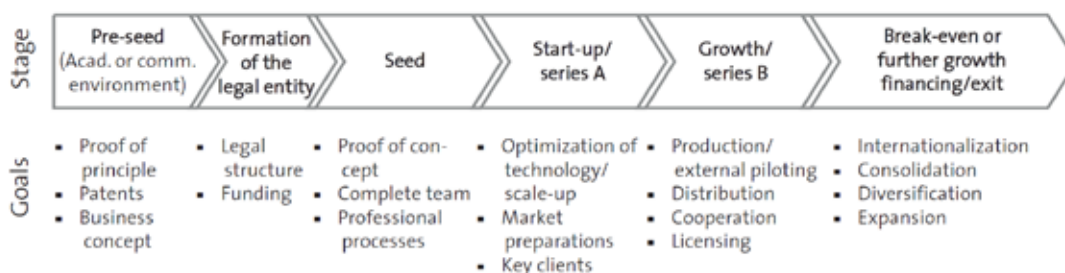 Stage
Pre-seed
(Acad. or comm.
environment)
Formation
of the
legal entity
Seed
Start-up/
series A
Growth/
series B
Break-even or
further growth
financing/exit
Goals
▪ Proof of
principle
▪ Patents
▪ Business
concept
▪ Legal
structure
▪ Funding
▪ Proof of con-
cept
▪ Complete team
▪ Professional
processes
▪ Optimization of
technology/
scale-up
▪ Market
preparations
▪ Key clients
▪ Production/
external piloting
▪ Distribution
▪ Cooperation
▪ Licensing
▪ Internationalization
▪ Consolidation
▪ Diversification
▪ Expansion